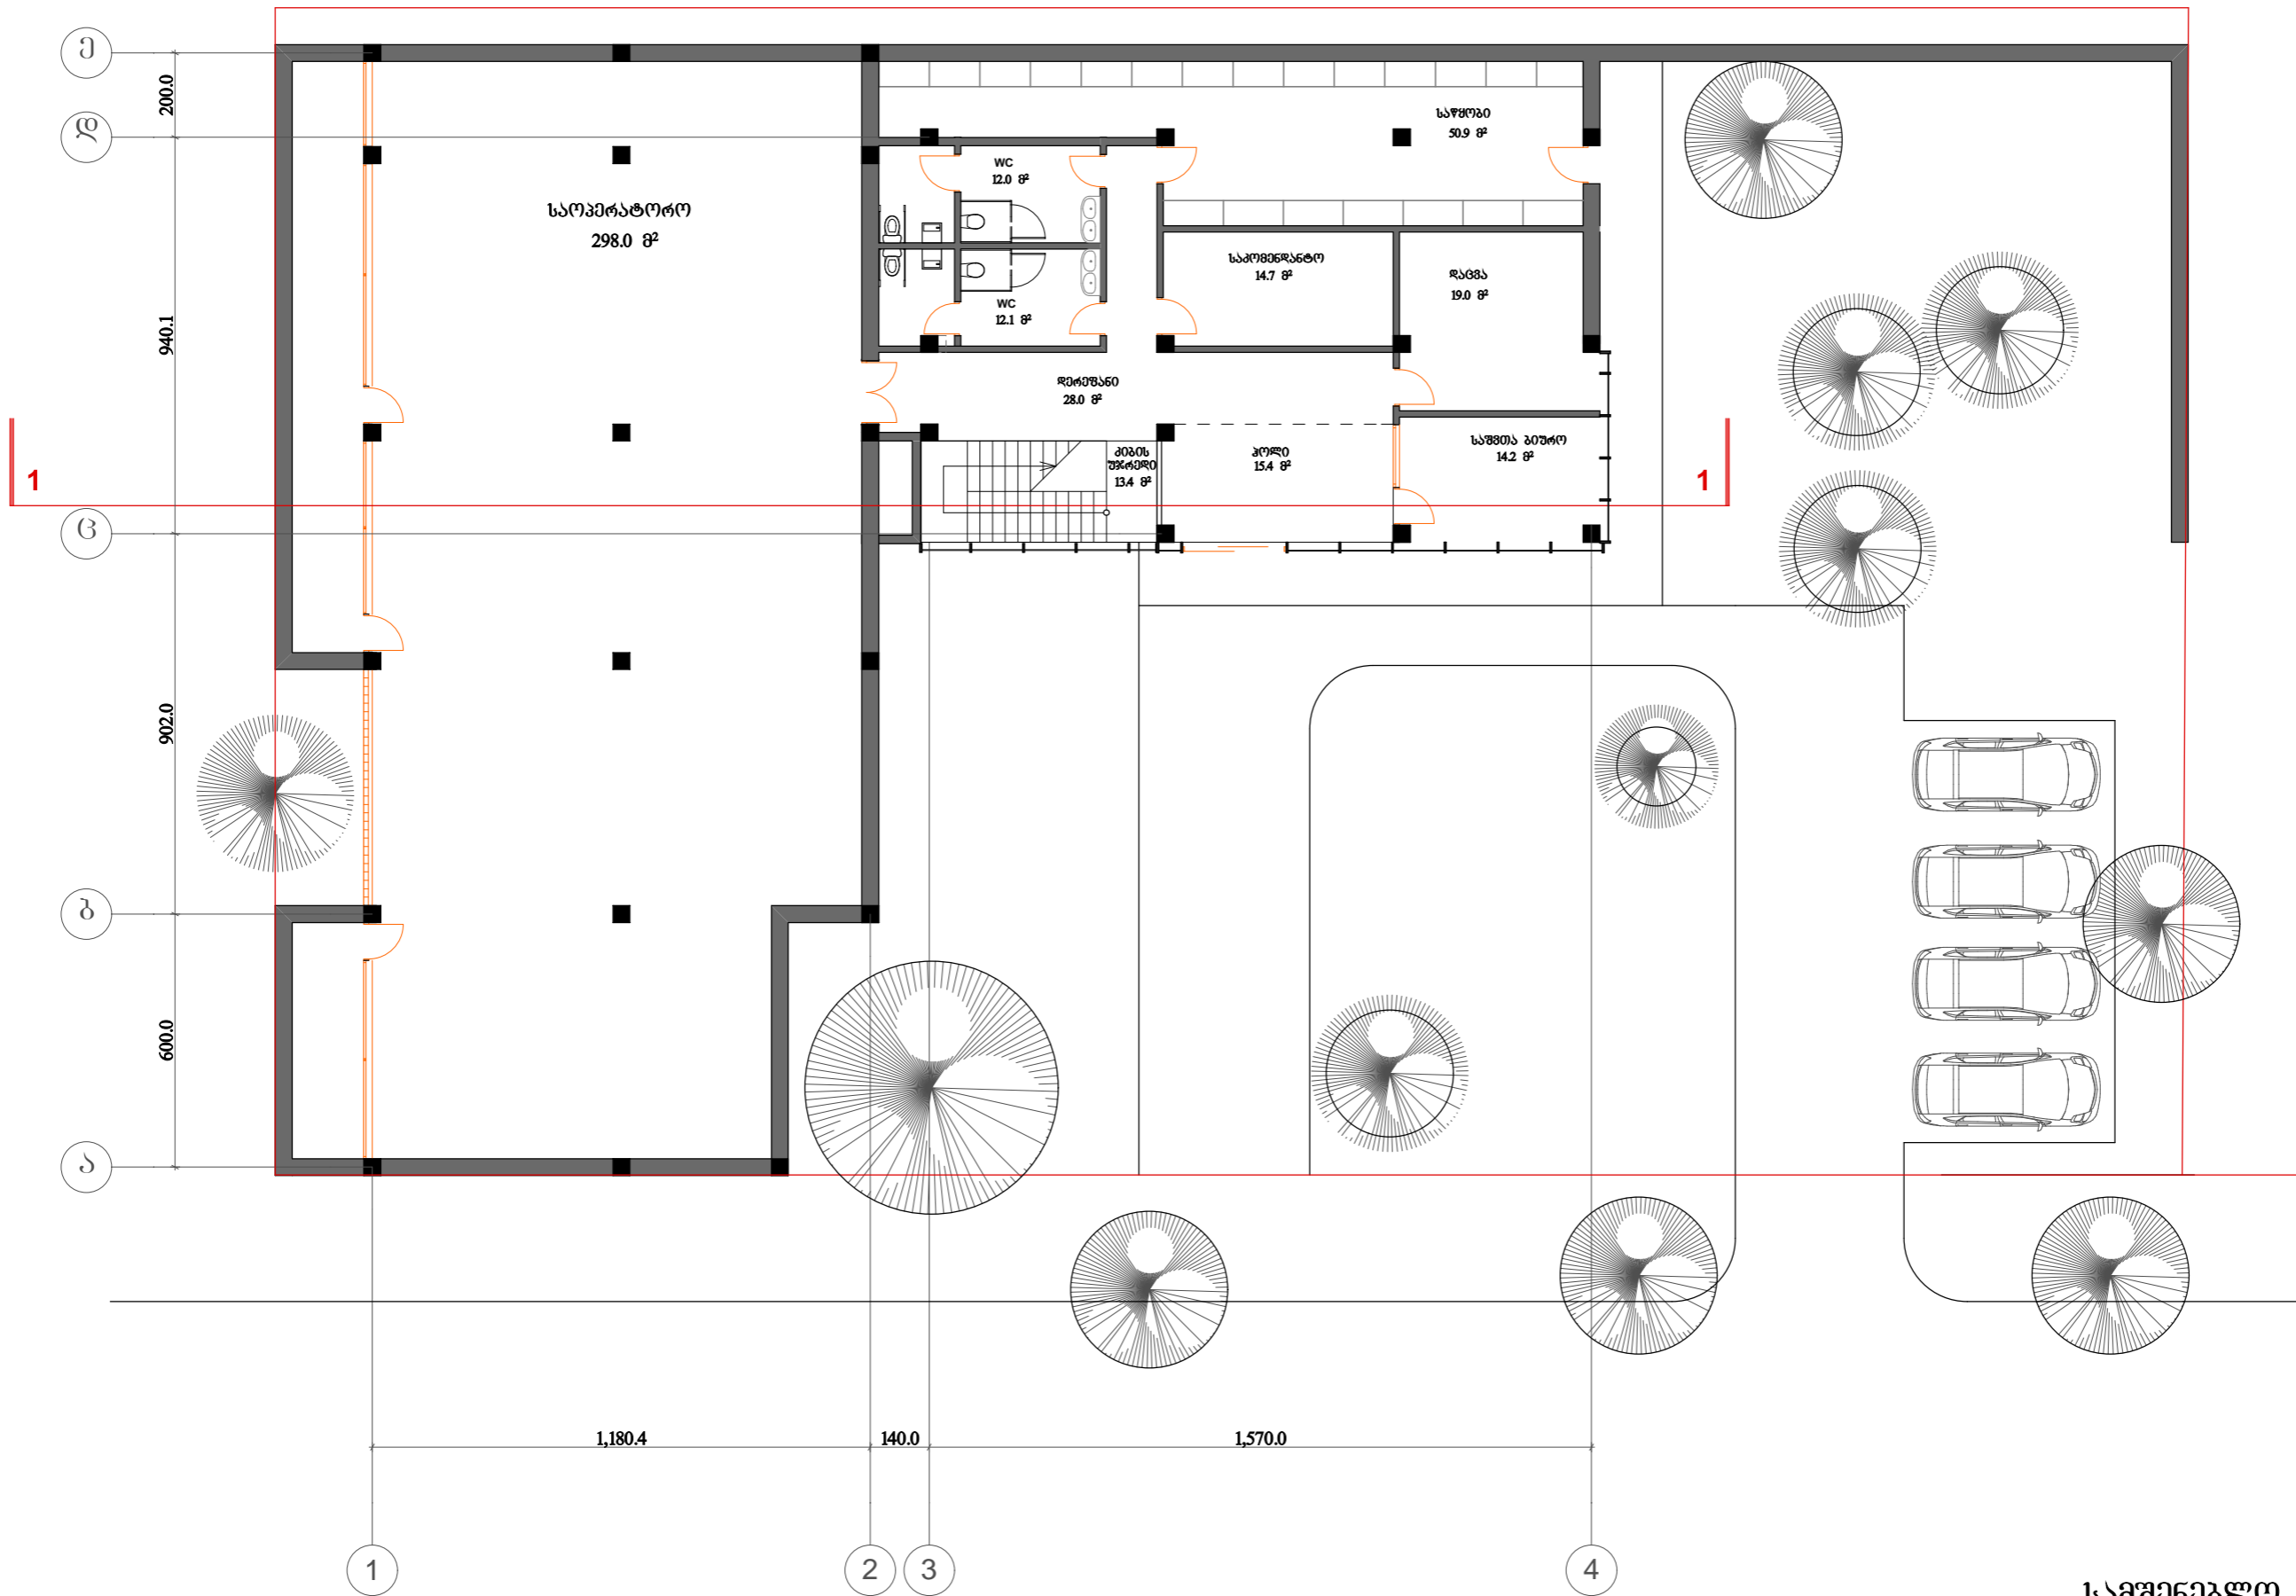 ე
200.0
დ
საწყობი
50.9 მ²
WC
12.0 მ²
საოპერატორო
298.0 მ²
საკომენდანტო
14.7 მ²
დაცვა
19.0 მ²
WC
12.1 მ²
940.1
დერეფანი
28.0 მ²
კიბის
უჯრედი
13.4 მ²
ჰოლი
15.4 მ²
საშვთა ბიურო
14.2 მ²
1
1
ც
902.0
ბ
600.0
ა
1,180.4
140.0
1,570.0
1
2
3
4